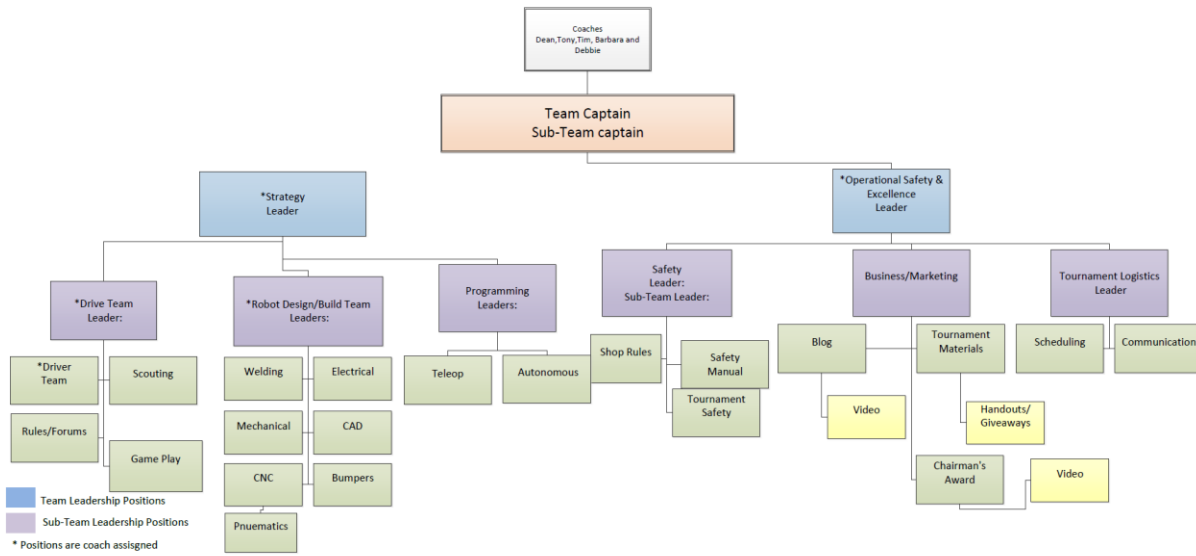 Coaches
Dean,Tony,Tim, Barbara and
Debbie
Team Captain
Sub-Team captain
*Strategy
Leader
*Operational Safety &
Excellence
Leader
*Drive Team
Leader:
*Robot Design/Build Team
Leaders:
Programming
Leaders:
Safety
Leader:
Sub-Team Leader:
Business/Marketing
Tournament Logistics
Leader
*Driver
Team
Scouting
Rules/Forums
Game Play
Welding
Electrical
Mechanical
CAD
CNC
Bumpers
Pnuematics
Teleop
Autonomous
Shop Rules
Safety
Manual
Tournament
Safety
Blog
Tournament
Materials
Video
Handouts/
Giveaways
Chairman's
Award
Video
Scheduling
Communication
Team Leadership Positions
Sub-Team Leadership Positions
* Positions are coach assisgned